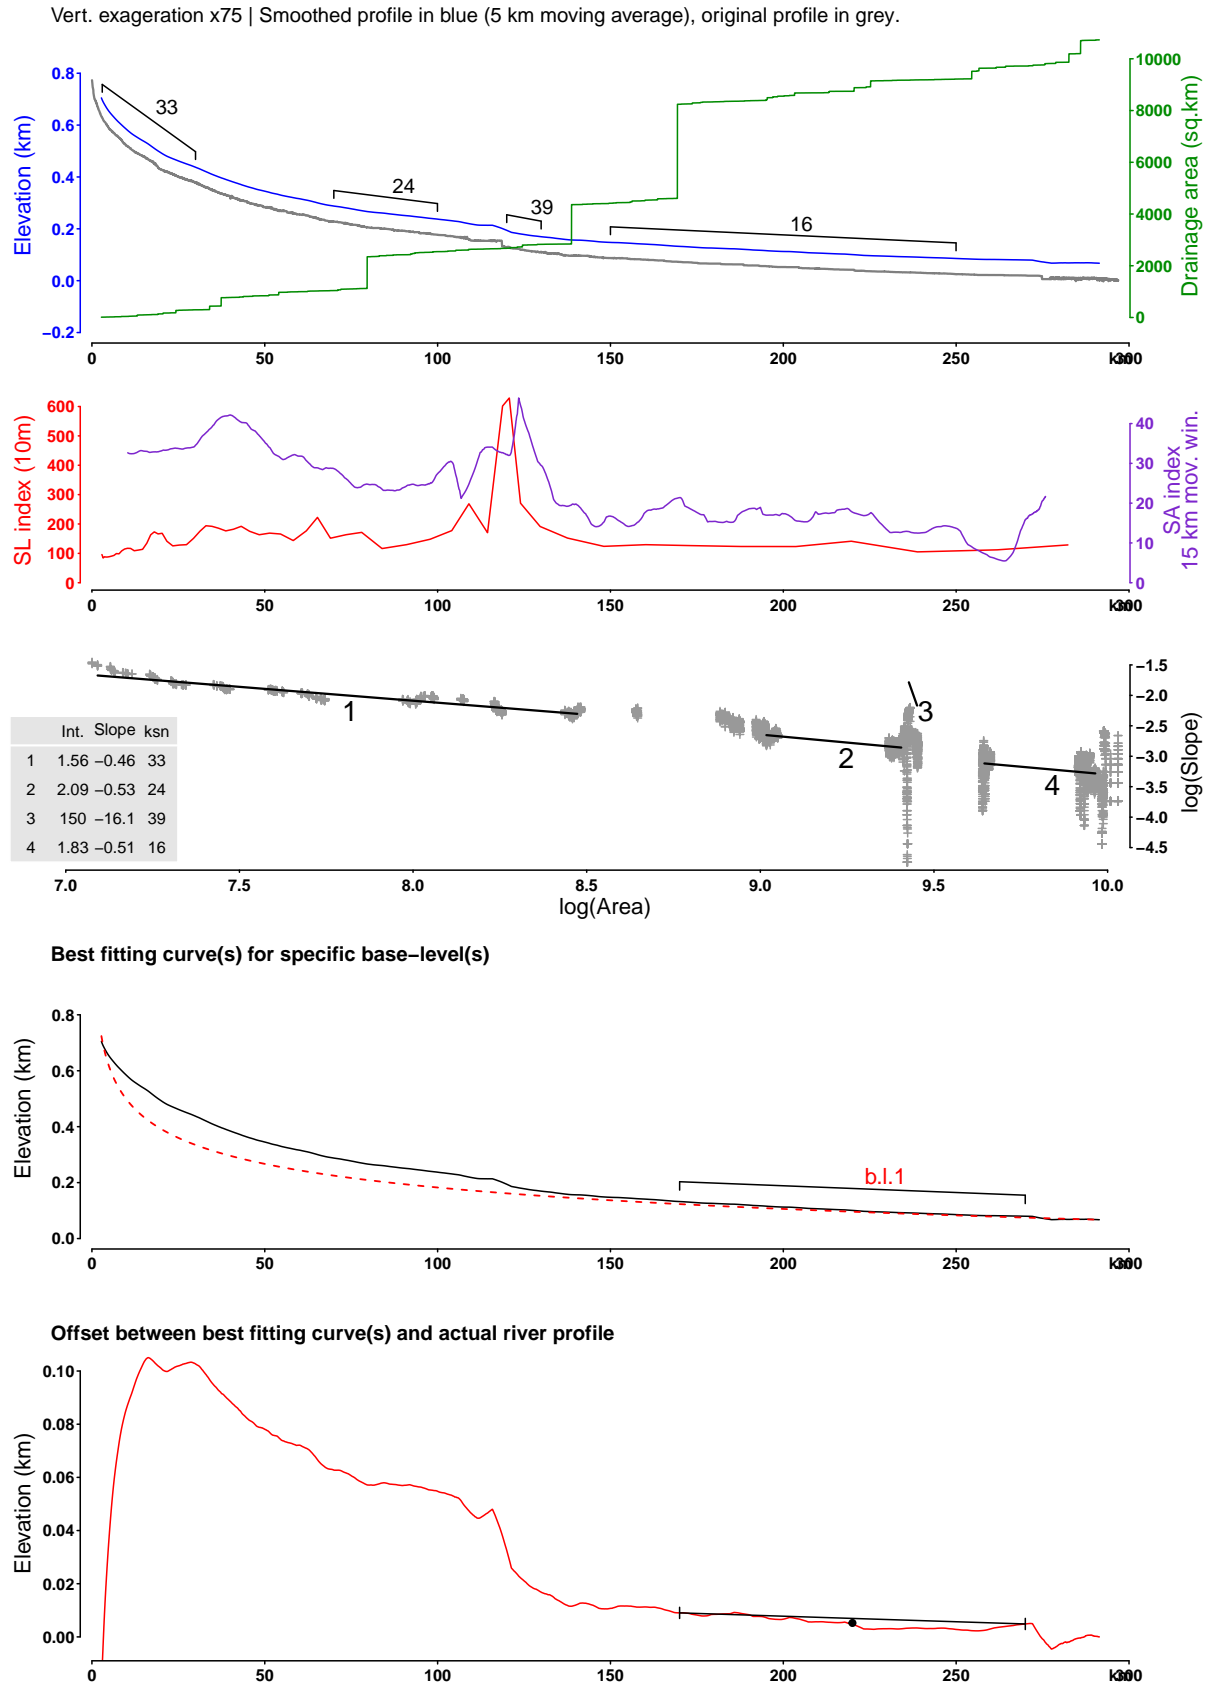 Vert. exageration x75 | Smoothed profile in blue (5 km moving average), original profile in grey.
Elevation (km)
0.8
0.6
0.4
0.2
0.0
−0.2
33
24
39
16
10000
8000
6000
4000
2000
0
Drainage area (sq.km)
0 50 100 150 200 250 300 km
SL index (10m)
600
500
400
300
200
100
0
40
30
20
10
0
SA index
15 km mov. win.
0 50 100 150 200 250 300 km
1
2
3
4
−1.5
−2.0
−2.5
−3.0
−3.5
−4.0
−4.5
log(Slope)
Int. Slope ksn
1 1.56 −0.46 33
2 2.09 −0.53 24
3 150 −16.1 39
4 1.83 −0.51 16
7.0 7.5 8.0 8.5 9.0 9.5 10.0
log(Area)
Best fitting curve(s) for specific base−level(s)
Elevation (km)
0.8
0.6
0.4
0.2
0.0
b.l.1
0 50 100 150 200 250 300 km
Offset between best fitting curve(s) and actual river profile
Elevation (km)
0.10
0.08
0.06
0.04
0.02
0.00
0 50 100 150 200 250 300 km